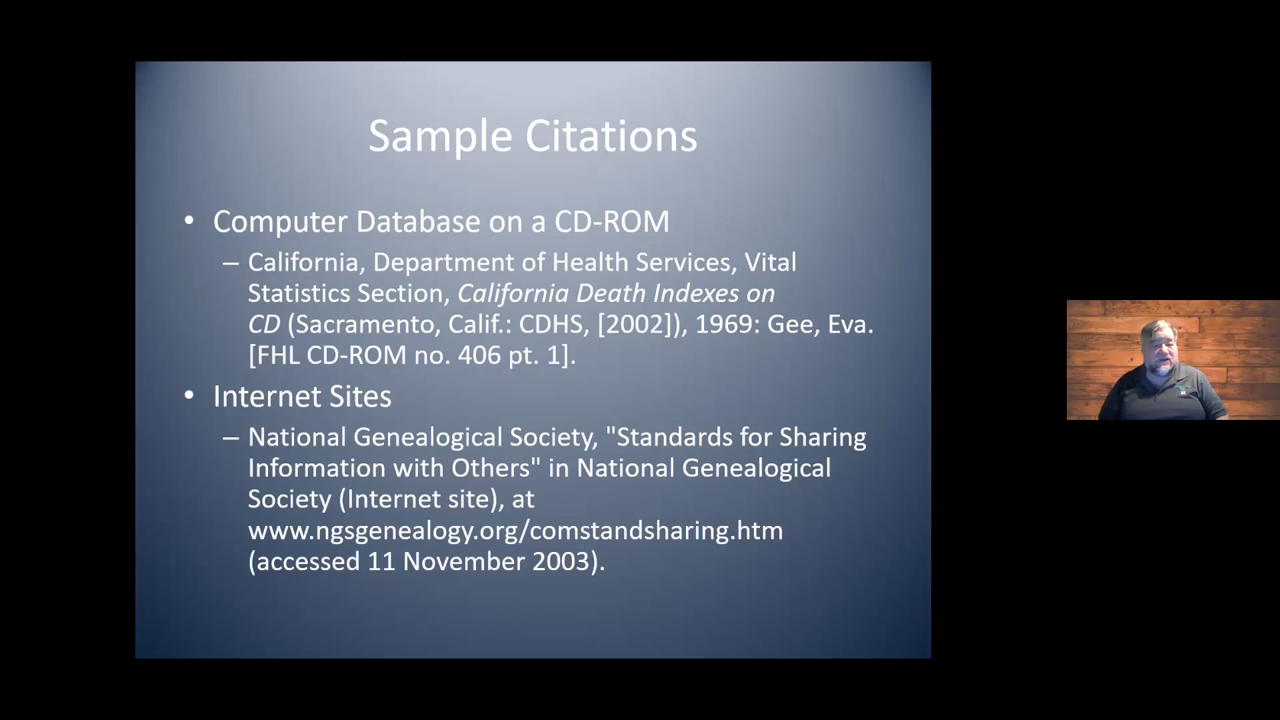 Sample Citations
• Computer Database on a CD-ROM
– California, Department of Health Services, Vital
Statistics Section, California Death Indexes on
CD (Sacramento, Calif.: CDHS, [2002]), 1969: Gee, Eva.
[FHL CD-ROM no. 406 pt. 1].
• Internet Sites
– National Genealogical Society, "Standards for Sharing
Information with Others" in National Genealogical
Society (Internet site), at
www.ngsgenealogy.org/comstandsharing.htm
(accessed 11 November 2003).